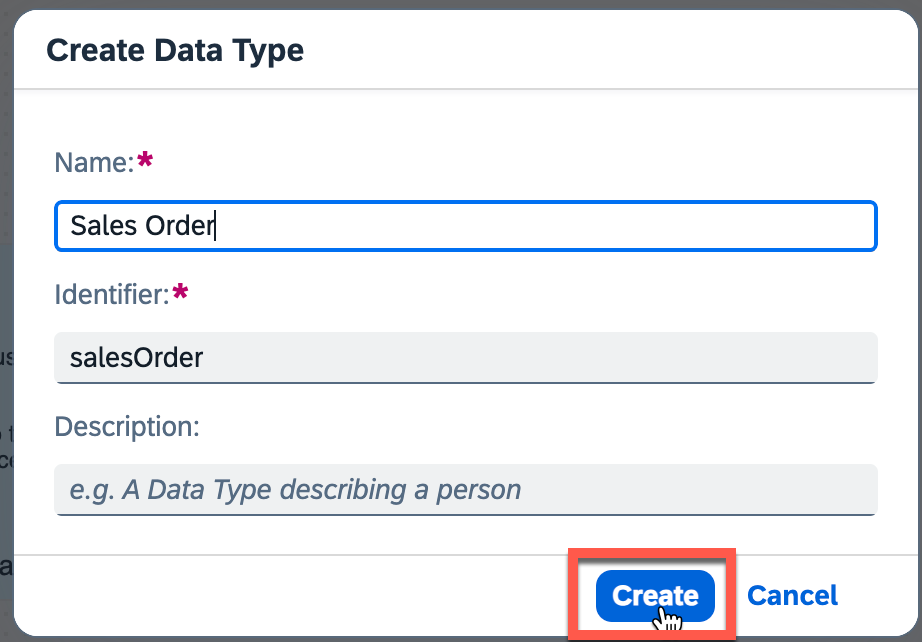 Create Data Type
Name:*
Sales Order
Identifier:*
salesOrder
Description:
e.g. A Data Type describing a person
Create
Cancel